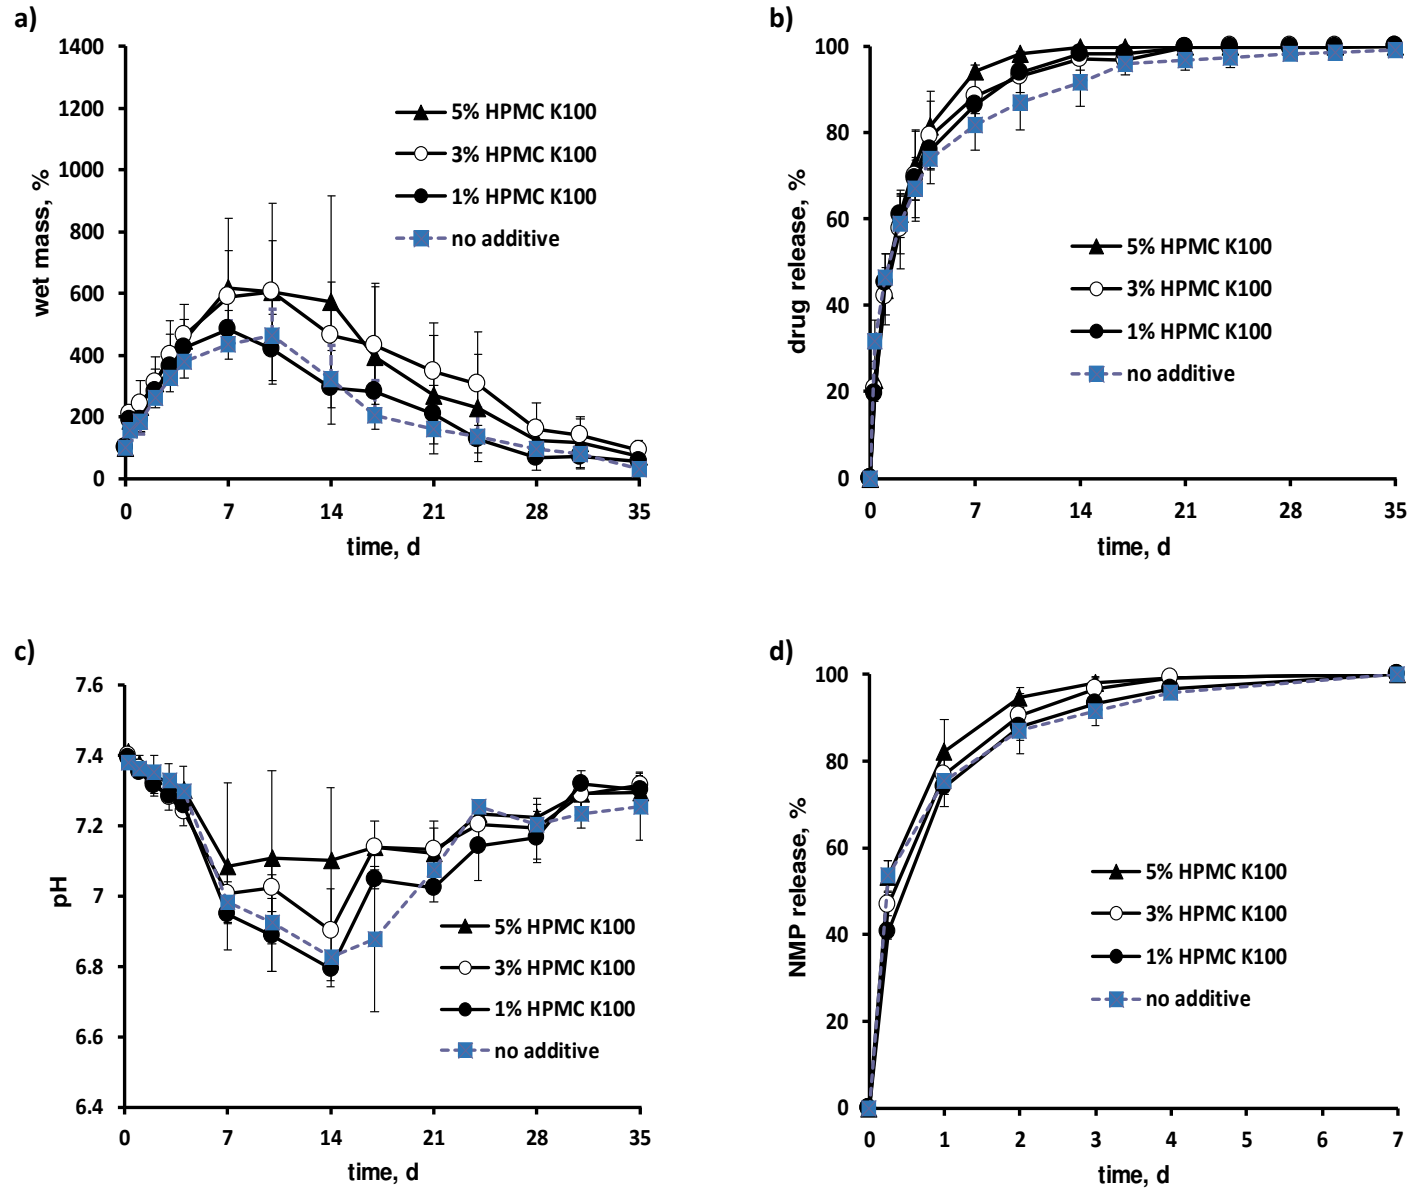 a)
1400
1200
1000
800
600
400
200
0
wet mass, %
5% HPMC K100
3% HPMC K100
1% HPMC K100
no additive
0 7 14 21 28 35
time, d
b)
100
80
60
40
20
0
drug release, %
5% HPMC K100
3% HPMC K100
1% HPMC K100
no additive
0 7 14 21 28 35
time, d
c)
7.6
7.4
7.2
7
6.8
6.6
6.4
pH
5% HPMC K100
3% HPMC K100
1% HPMC K100
no additive
0 7 14 21 28 35
time, d
d)
100
80
60
40
20
0
NMP release, %
5% HPMC K100
3% HPMC K100
1% HPMC K100
no additive
0 1 2 3 4 5 6 7
time, d